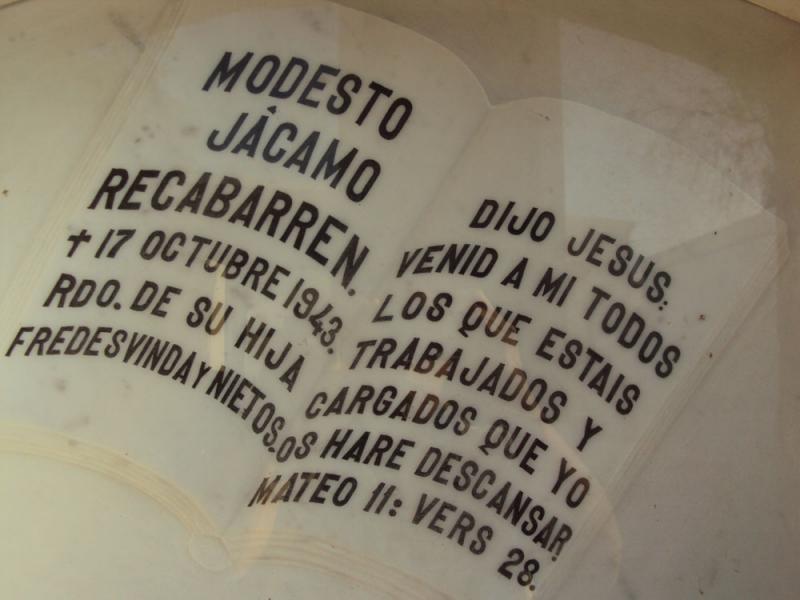 MODESTO
JÁCAMO
RECABARREN.
† 17 OCTUBRE 1943.
RDO. DE SU HIJA
FREDESVINDA Y NIETOS.
DIJO JESUS:
VENID A MI TODOS
LOS QUE ESTAIS
TRABAJADOS Y
CARGADOS QUE YO
OS HARE DESCANSAR.
MATEO 11: VERS 28.